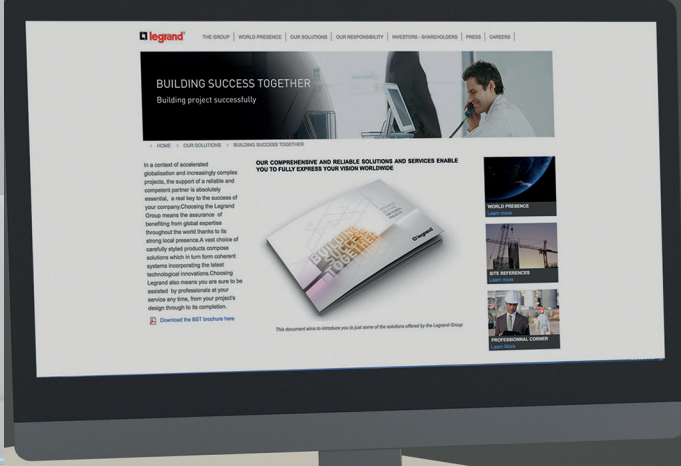 legrand
THE GROUP | WORLD PRESENCE | OUR SOLUTIONS | OUR RESPONSIBILITY | INVESTORS - SHAREHOLDERS | PRESS | CAREERS |
BUILDING SUCCESS TOGETHER
Building project successfully
HOME > OUR SOLUTIONS > BUILDING SUCCESS TOGETHER
In a context of accelerated
globalisation and increasingly complex
projects, the support of a reliable and
competent partner is absolutely
essential, a real key to the success of
your company.Choosing the Legrand
Group means the assurance of
benefiting from global expertise
throughout the world thanks to its
strong local presence.A vast choice of
carefully styled products compose
solutions which in turn form coherent
systems incorporating the latest
technological innovations.Choosing
Legrand also means you are sure to be
assisted by professionals at your
service any time, from your project's
design through to its completion.
Download the BST brochure here
OUR COMPREHENSIVE AND RELIABLE SOLUTIONS AND SERVICES ENABLE
YOU TO FULLY EXPRESS YOUR VISION WORLDWIDE
BUILDING
SUCCESS
TOGETHER
legrand
This document aims to introduce you to just some of the solutions offered by the Legrand Group
WORLD PRESENCE
Learn more
SITE REFERENCES
Learn more
PROFESSIONNAL CORNER
Learn More